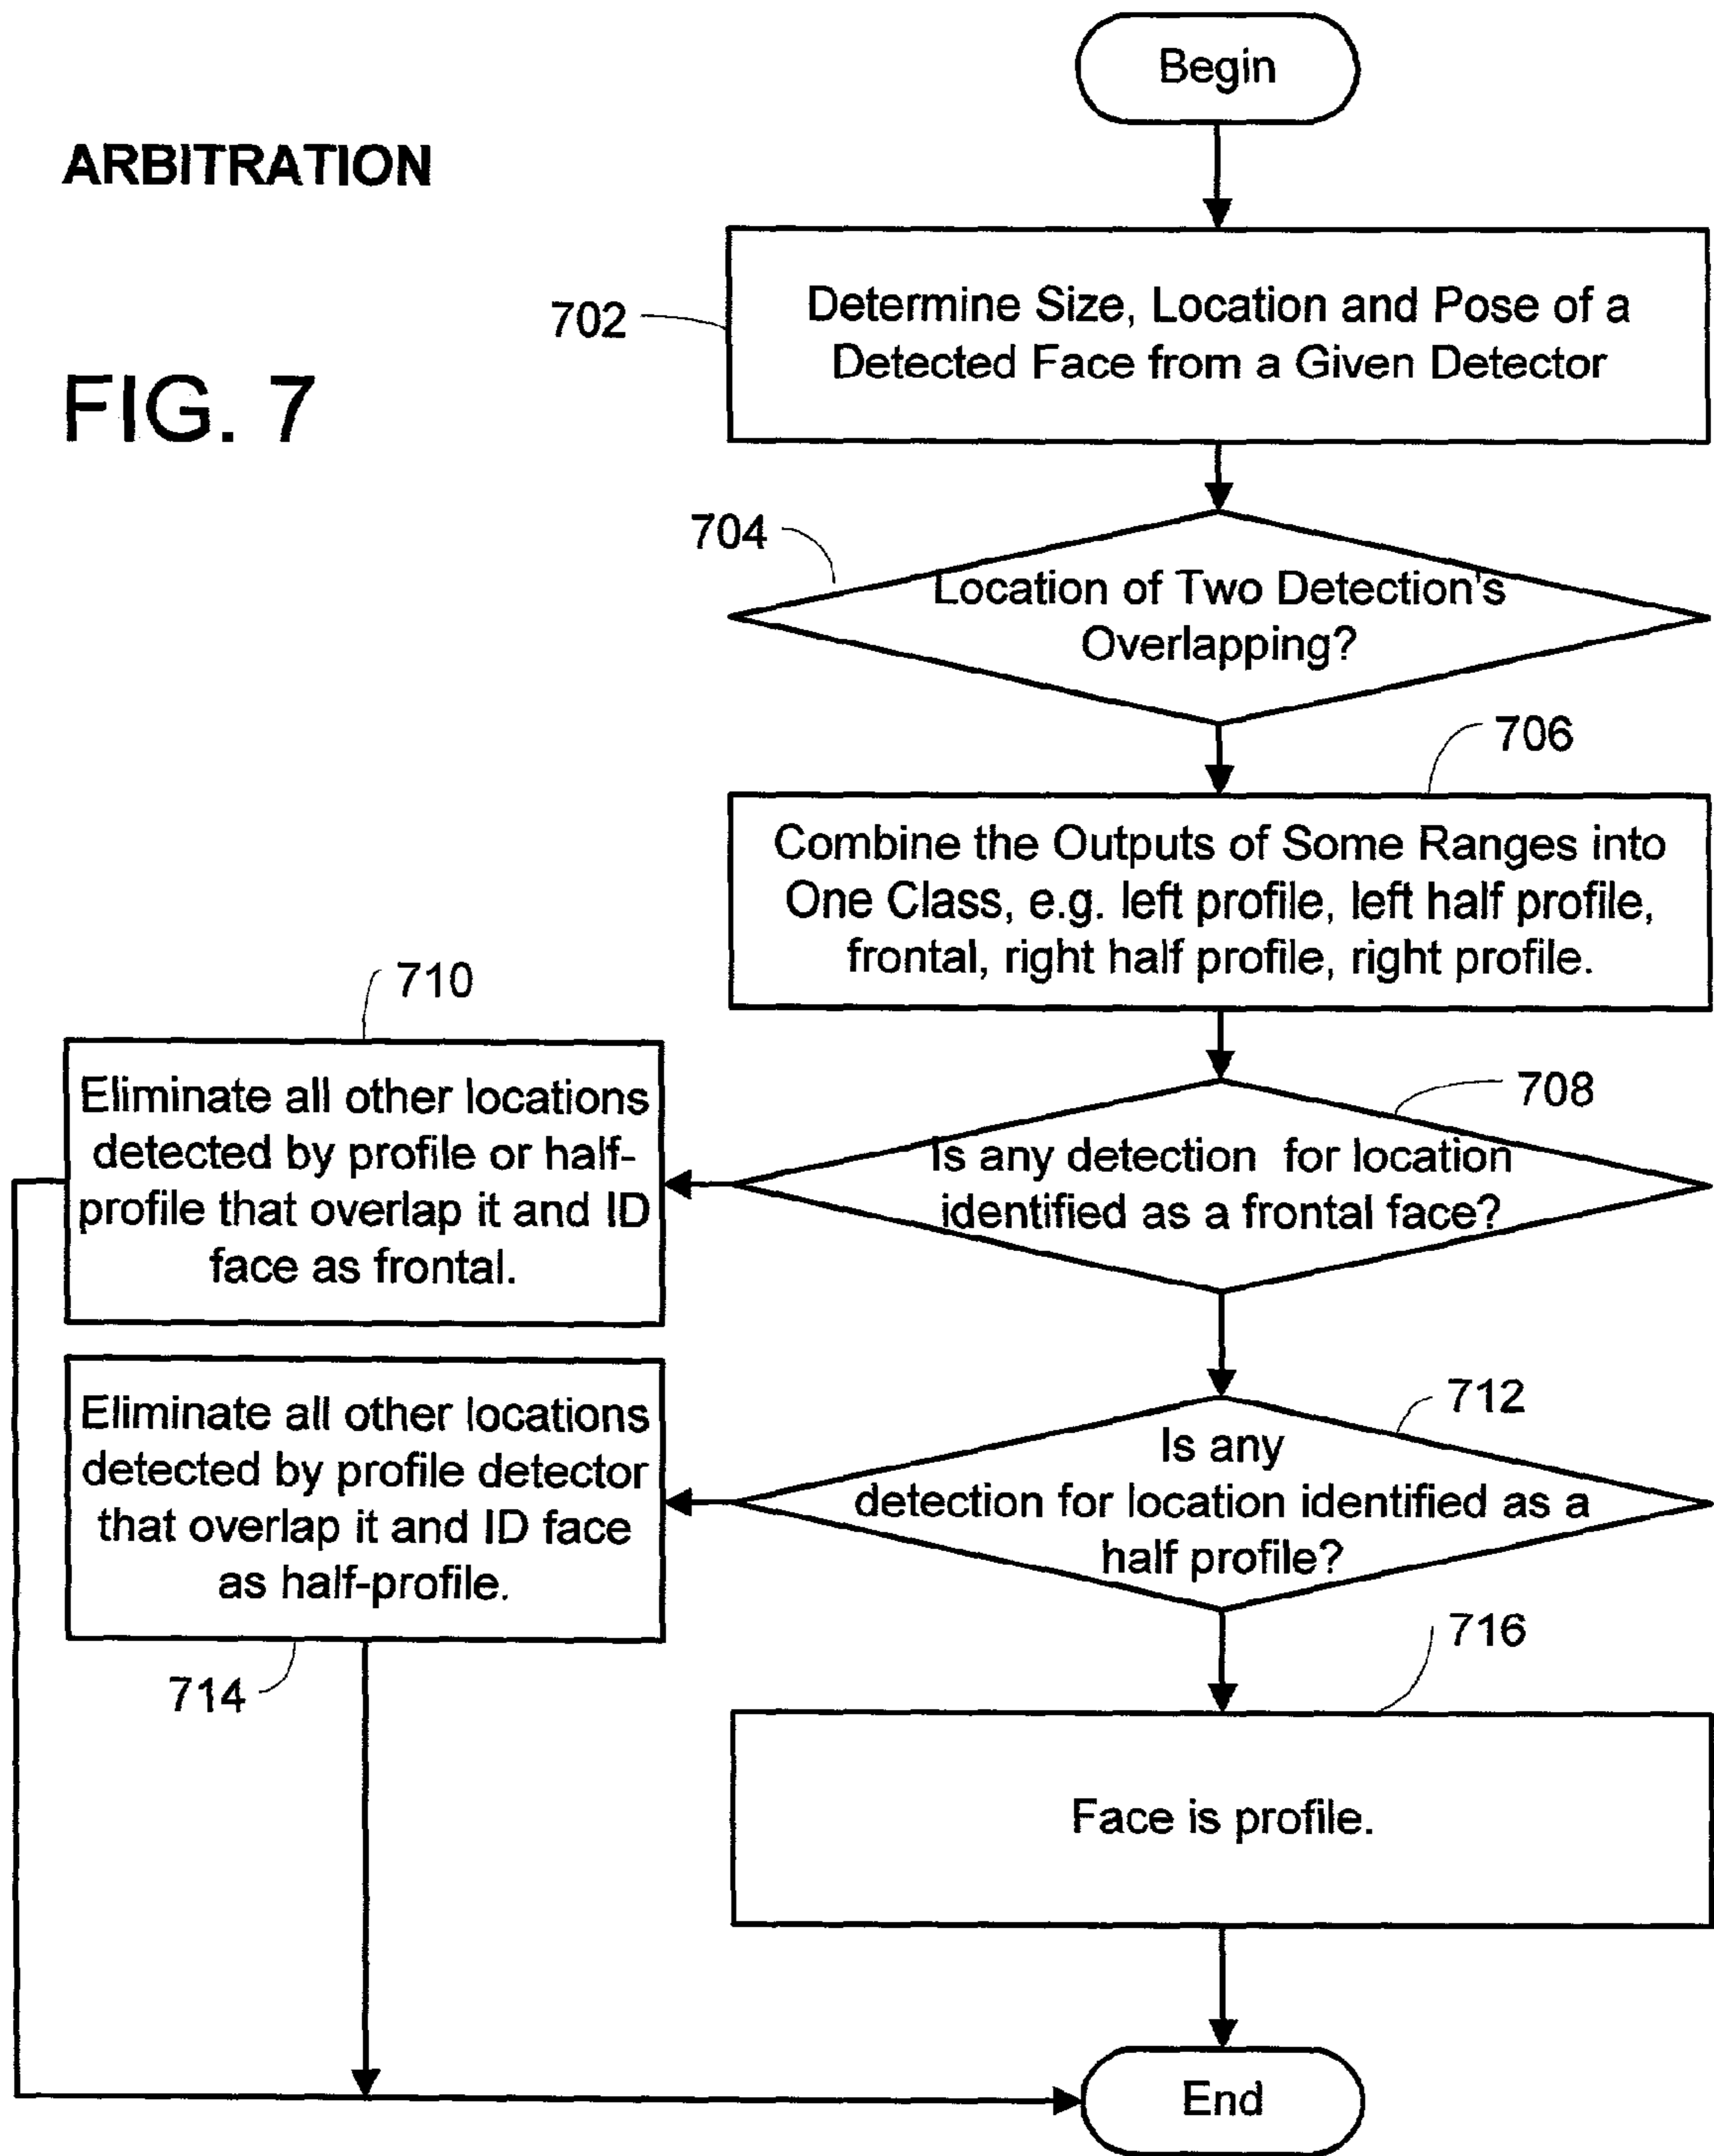 Begin
ARBITRATION
FIG. 7
702
Determine Size, Location and Pose of a
Detected Face from a Given Detector
704
Location of Two Detection's
Overlapping?
706
Combine the Outputs of Some Ranges into
One Class, e.g. left profile, left half profile,
frontal, right half profile, right profile.
708
Is any detection for location
identified as a frontal face?
710
Eliminate all other locations
detected by profile or half-
profile that overlap it and ID
face as frontal.
712
Is any
detection for location identified as a
half profile?
Eliminate all other locations
detected by profile detector
that overlap it and ID face
as half-profile.
714
716
Face is profile.
End